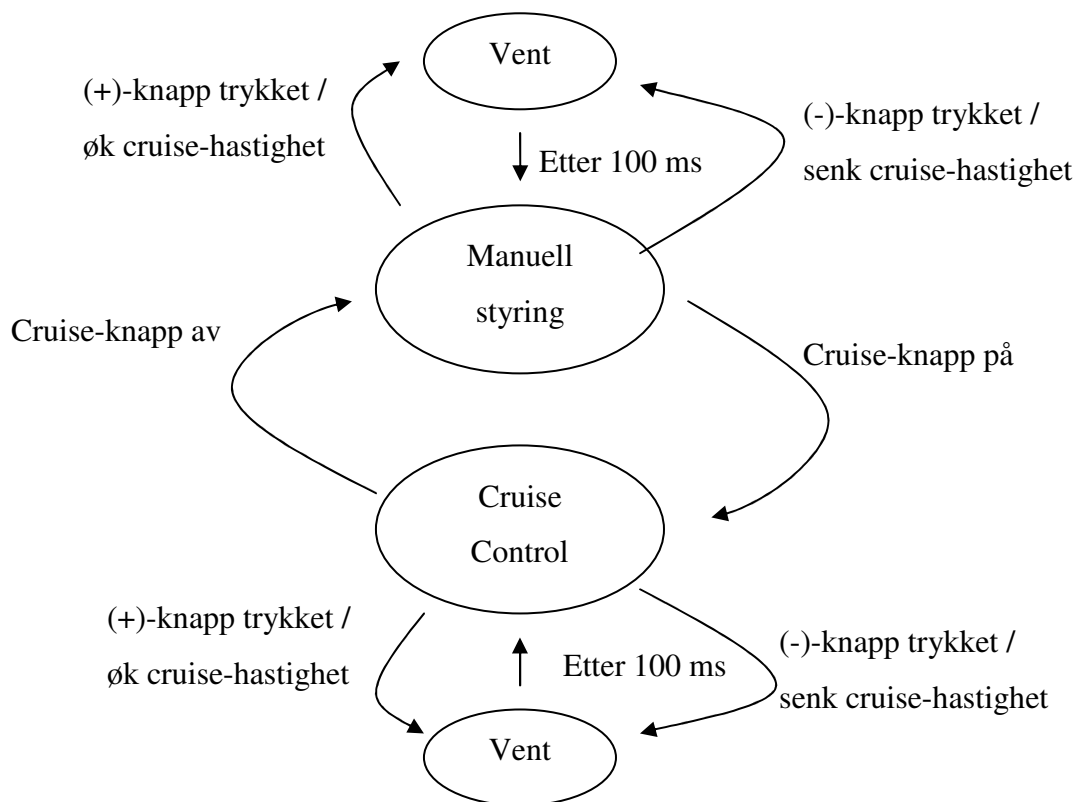 Vent
(+)-knapp trykket /
øk cruise-hastighet
(-)-knapp trykket /
senk cruise-hastighet
Etter 100 ms
Manuell
styring
Cruise-knapp av
Cruise-knapp på
Cruise
Control
(+)-knapp trykket /
øk cruise-hastighet
Etter 100 ms
(-)-knapp trykket /
senk cruise-hastighet
Vent